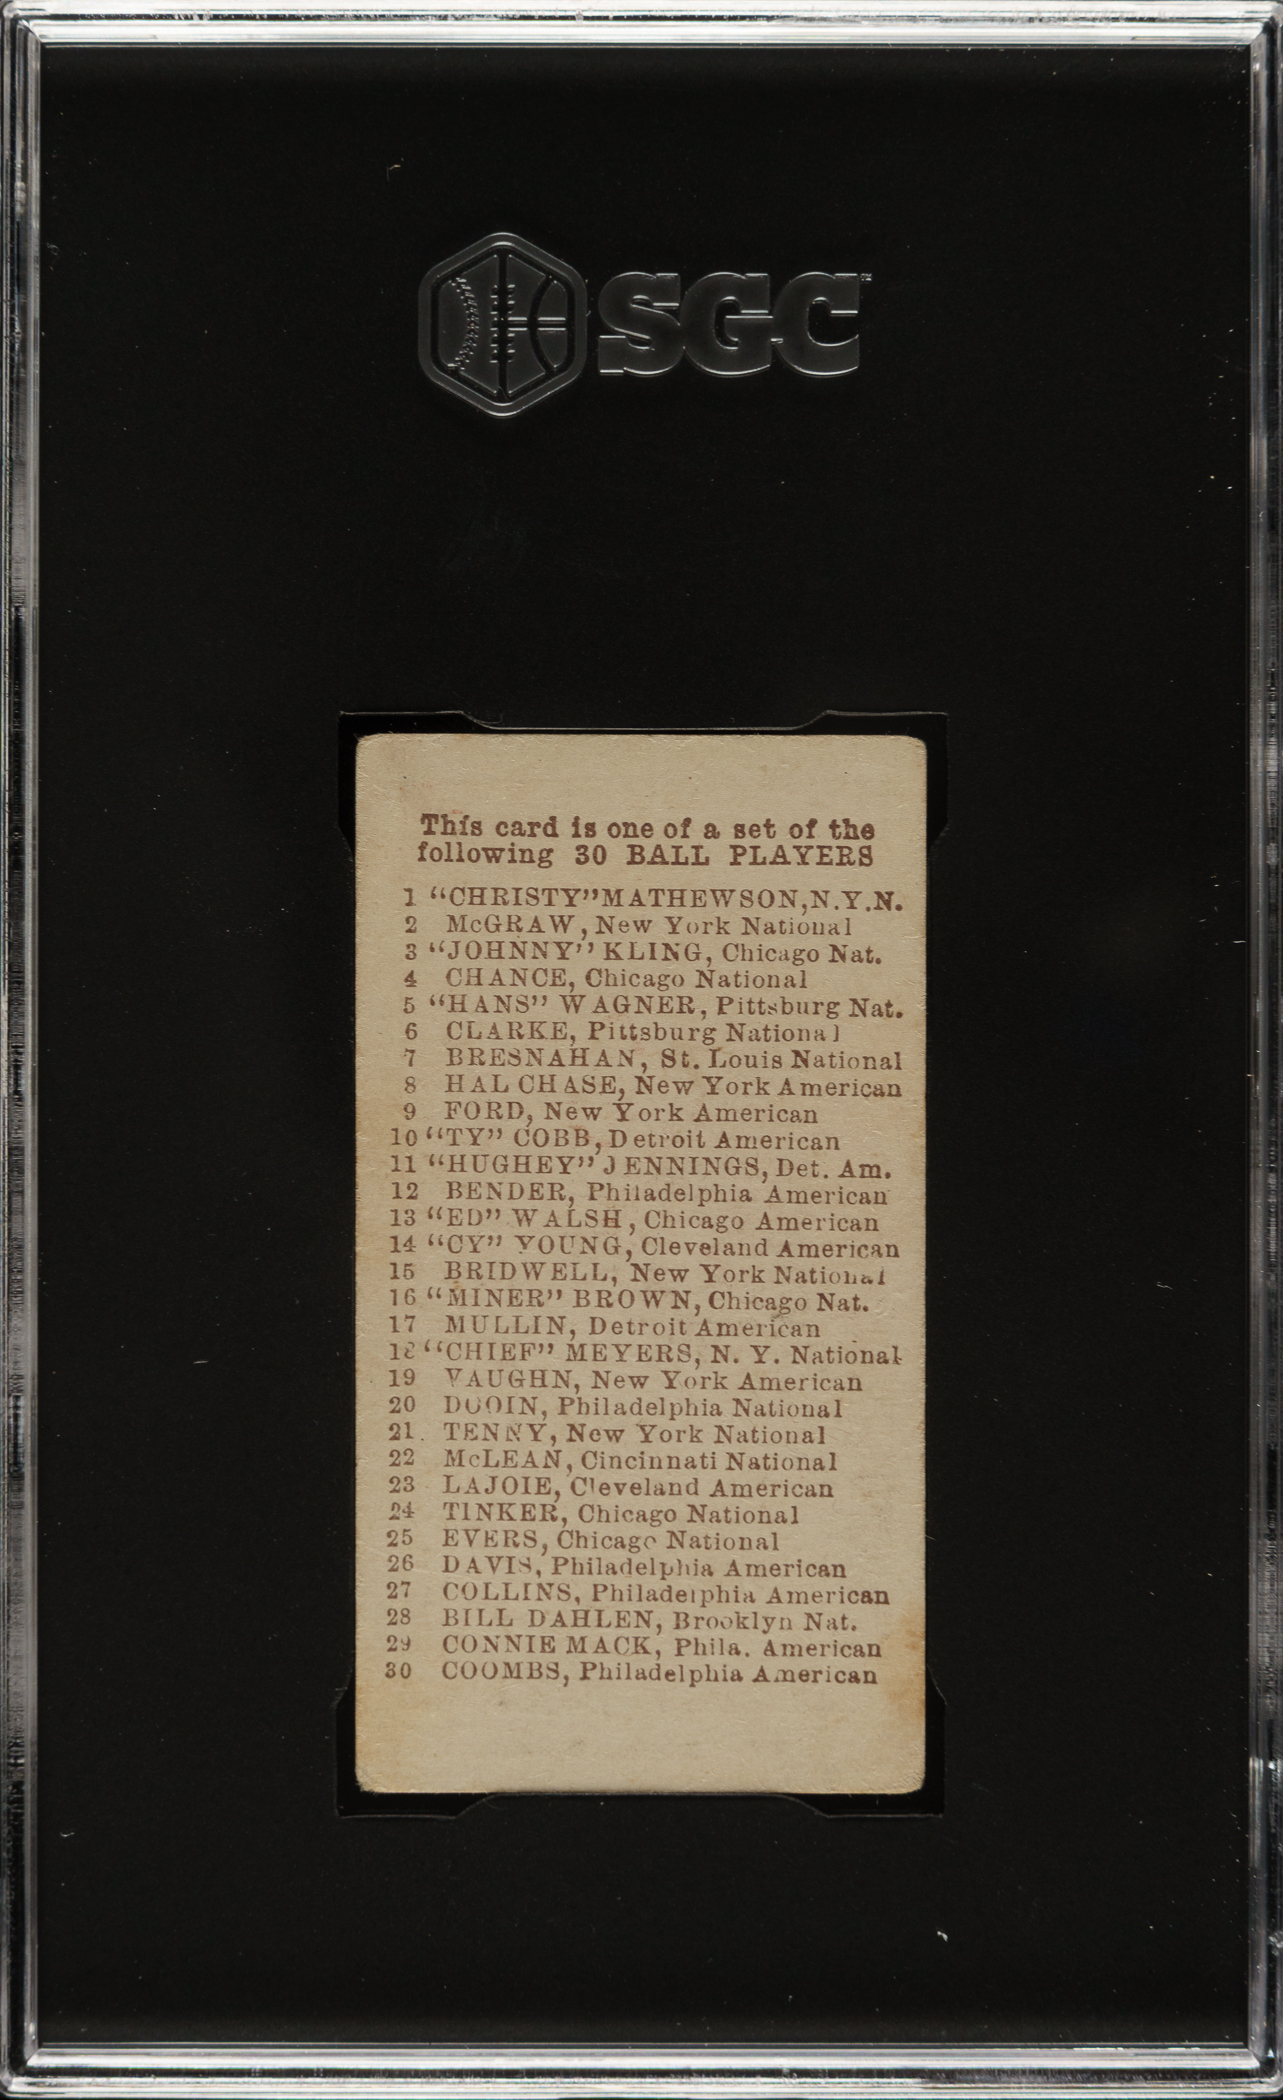 SGC
This card is one of a set of the
following 30 BALL PLAYERS
1 "CHRISTY" MATHEWSON, N.Y.N.
2 McGRAW, New York National
3 "JOHNNY" KLING, Chicago Nat.
4 CHANCE, Chicago National
5 "HANS" WAGNER, Pittsburg Nat.
6 CLARKE, Pittsburg National
7 BRESNAHAN, St. Louis National
8 HAL CHASE, New York American
9 FORD, New York American
10 "TY" COBB, Detroit American
11 "HUGHEY" JENNINGS, Det. Am.
12 BENDER, Philadelphia American
13 "ED" WALSH, Chicago American
14 "CY" YOUNG, Cleveland American
15 BRIDWELL, New York National
16 "MINER" BROWN, Chicago Nat.
17 MULLIN, Detroit American
18 "CHIEF" MEYERS, N. Y. National
19 VAUGHN, New York American
20 DOOIN, Philadelphia National
21. TENNY, New York National
22 McLEAN, Cincinnati National
23 LAJOIE, Cleveland American
24 TINKER, Chicago National
25 EVERS, Chicago National
26 DAVIS, Philadelphia American
27 COLLINS, Philadelphia American
28 BILL DAHLEN, Brooklyn Nat.
29 CONNIE MACK, Phila. American
30 COOMBS, Philadelphia American